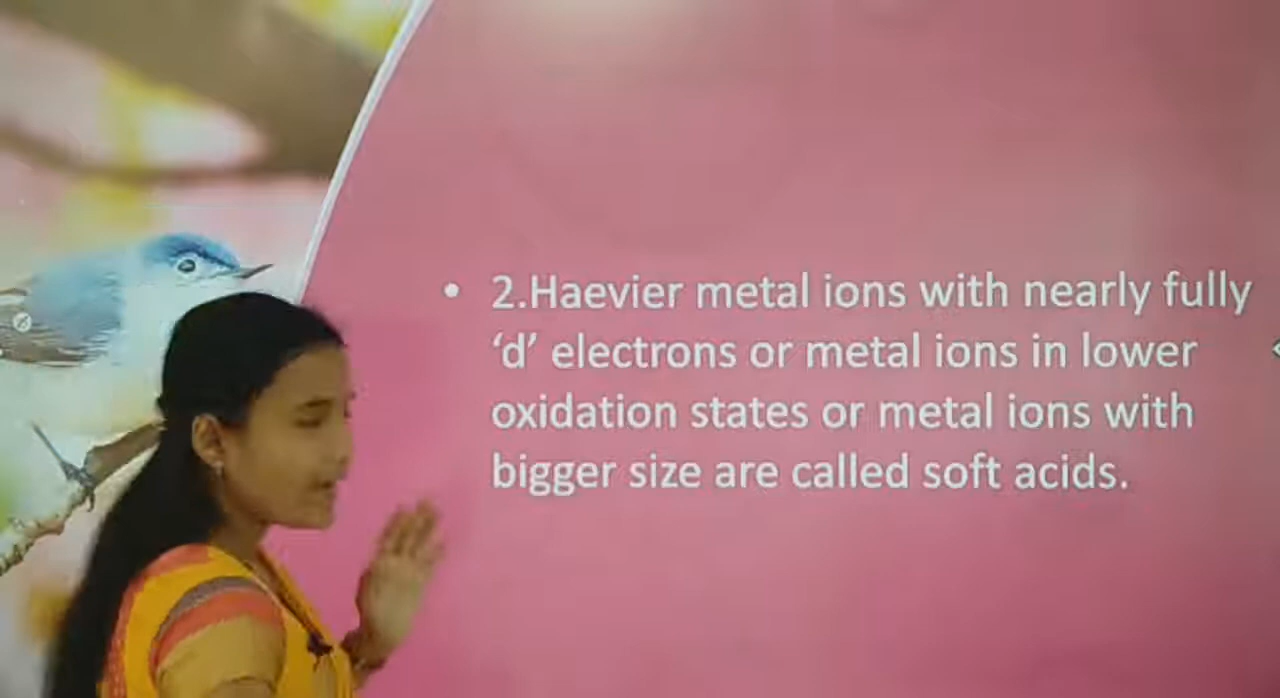 • 2.Haevier metal ions with nearly fully
‘d’ electrons or metal ions in lower
oxidation states or metal ions with
bigger size are called soft acids.